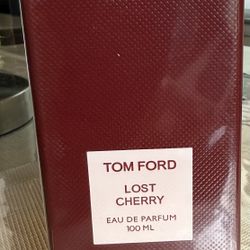 TOM FORD
LOST
CHERRY
EAU DE PARFUM
100 ML